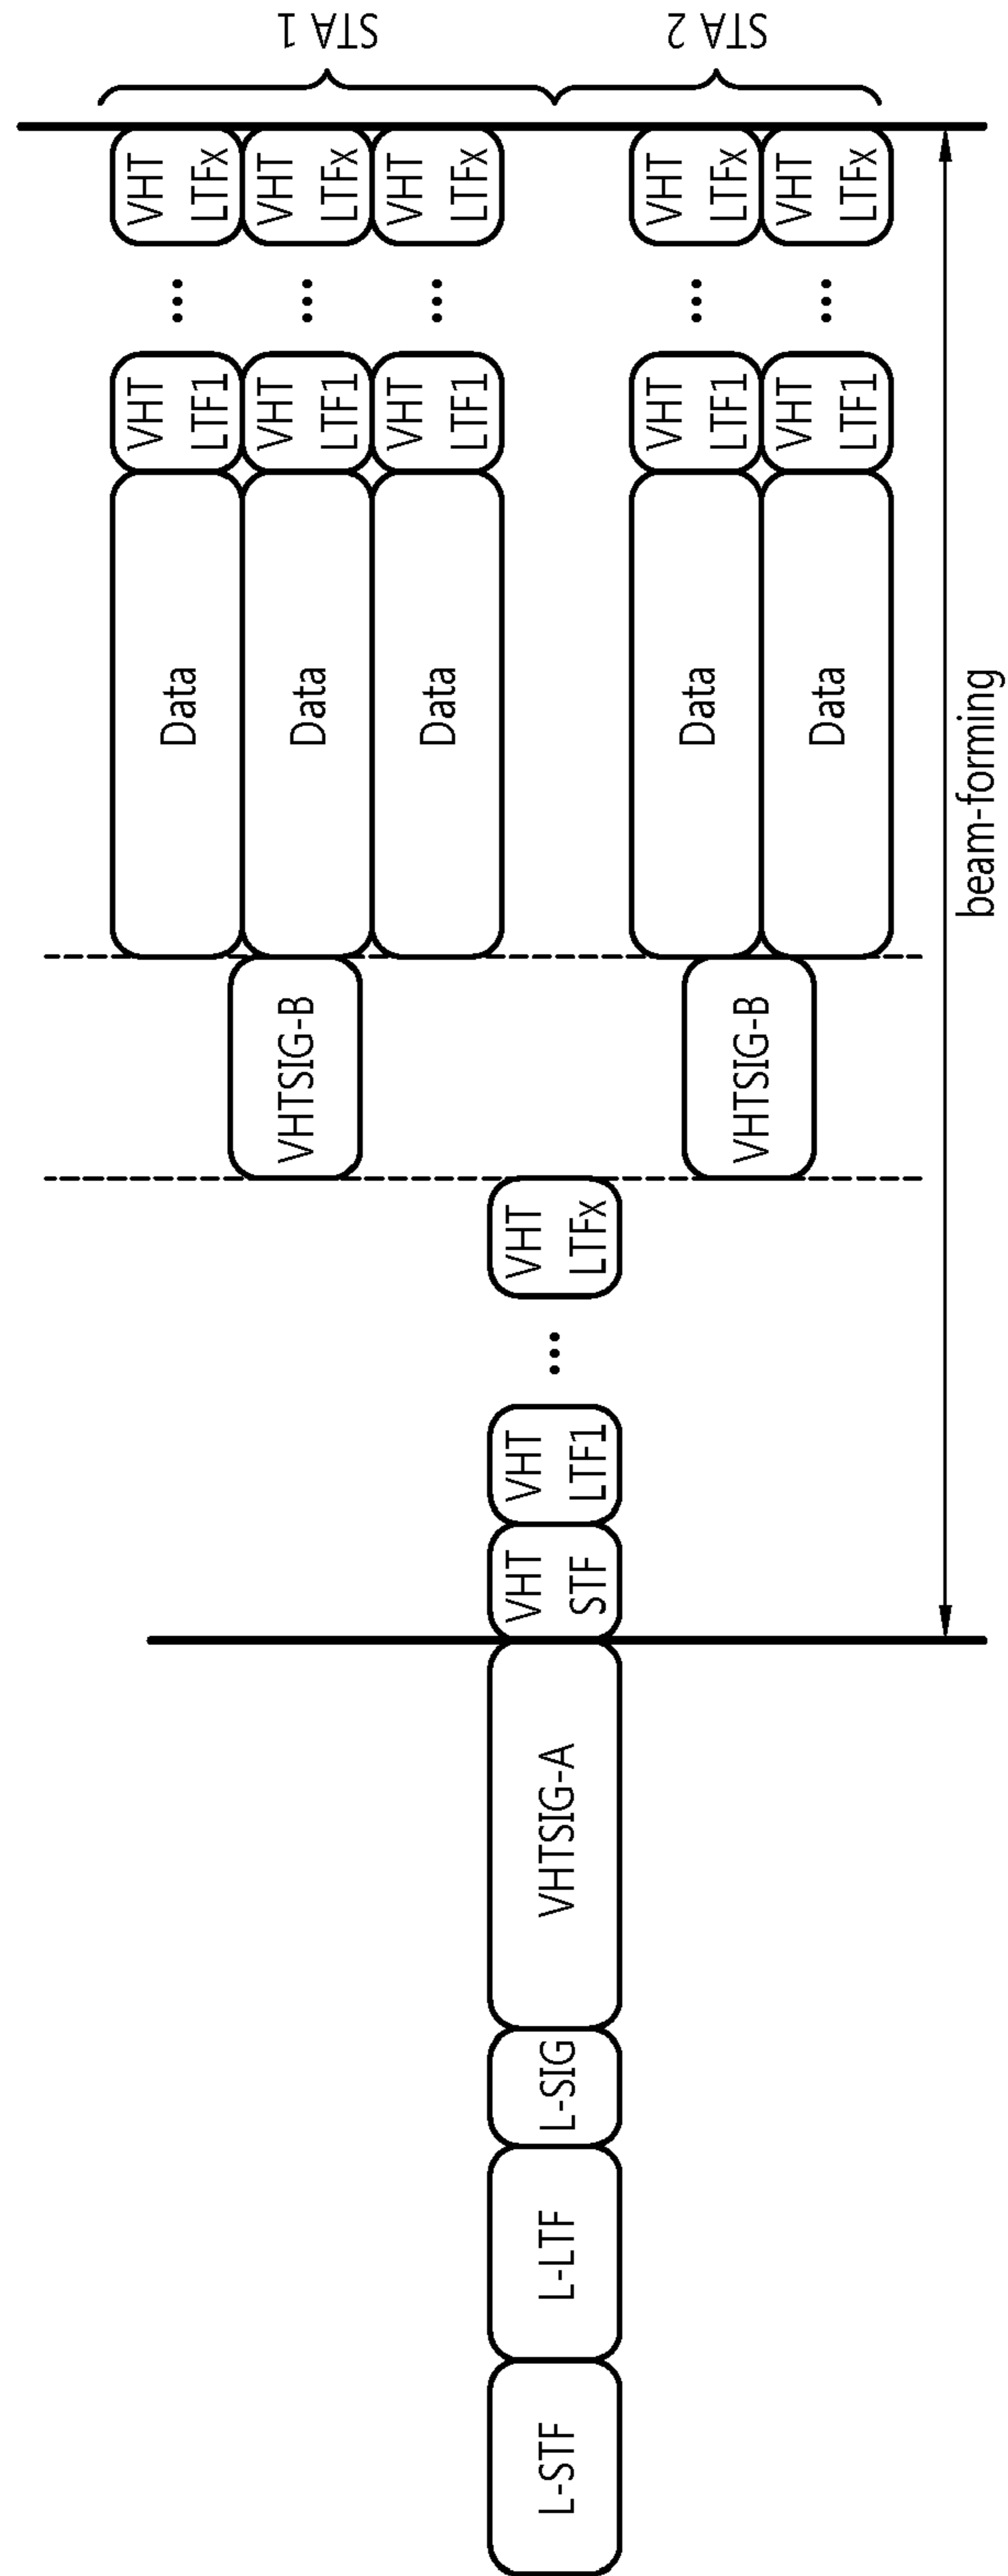 L-STF
L-LTF
L-SIG
VHTSIG-A
VHT
STF
VHT
LTF1
...
VHT
LTFx
VHTSIG-B
Data
Data
Data
VHT
LTF1
VHT
LTF1
VHT
LTF1
...
...
...
VHT
LTFx
VHT
LTFx
VHT
LTFx
STA 1
VHTSIG-B
Data
Data
VHT
LTF1
VHT
LTF1
...
...
VHT
LTFx
VHT
LTFx
STA 2
beam-forming